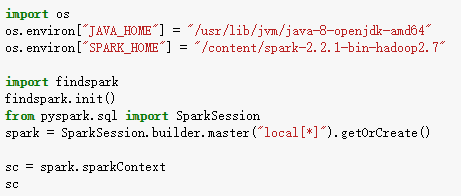 import os
os.environ["JAVA_HOME"] = "/usr/lib/jvm/java-8-openjdk-amd64"
os.environ["SPARK_HOME"] = "/content/spark-2.2.1-bin-hadoop2.7"
import findspark
findspark.init()
from pyspark.sql import SparkSession
spark = SparkSession.builder.master("local[*]").getOrCreate()
sc = spark.sparkContext
sc